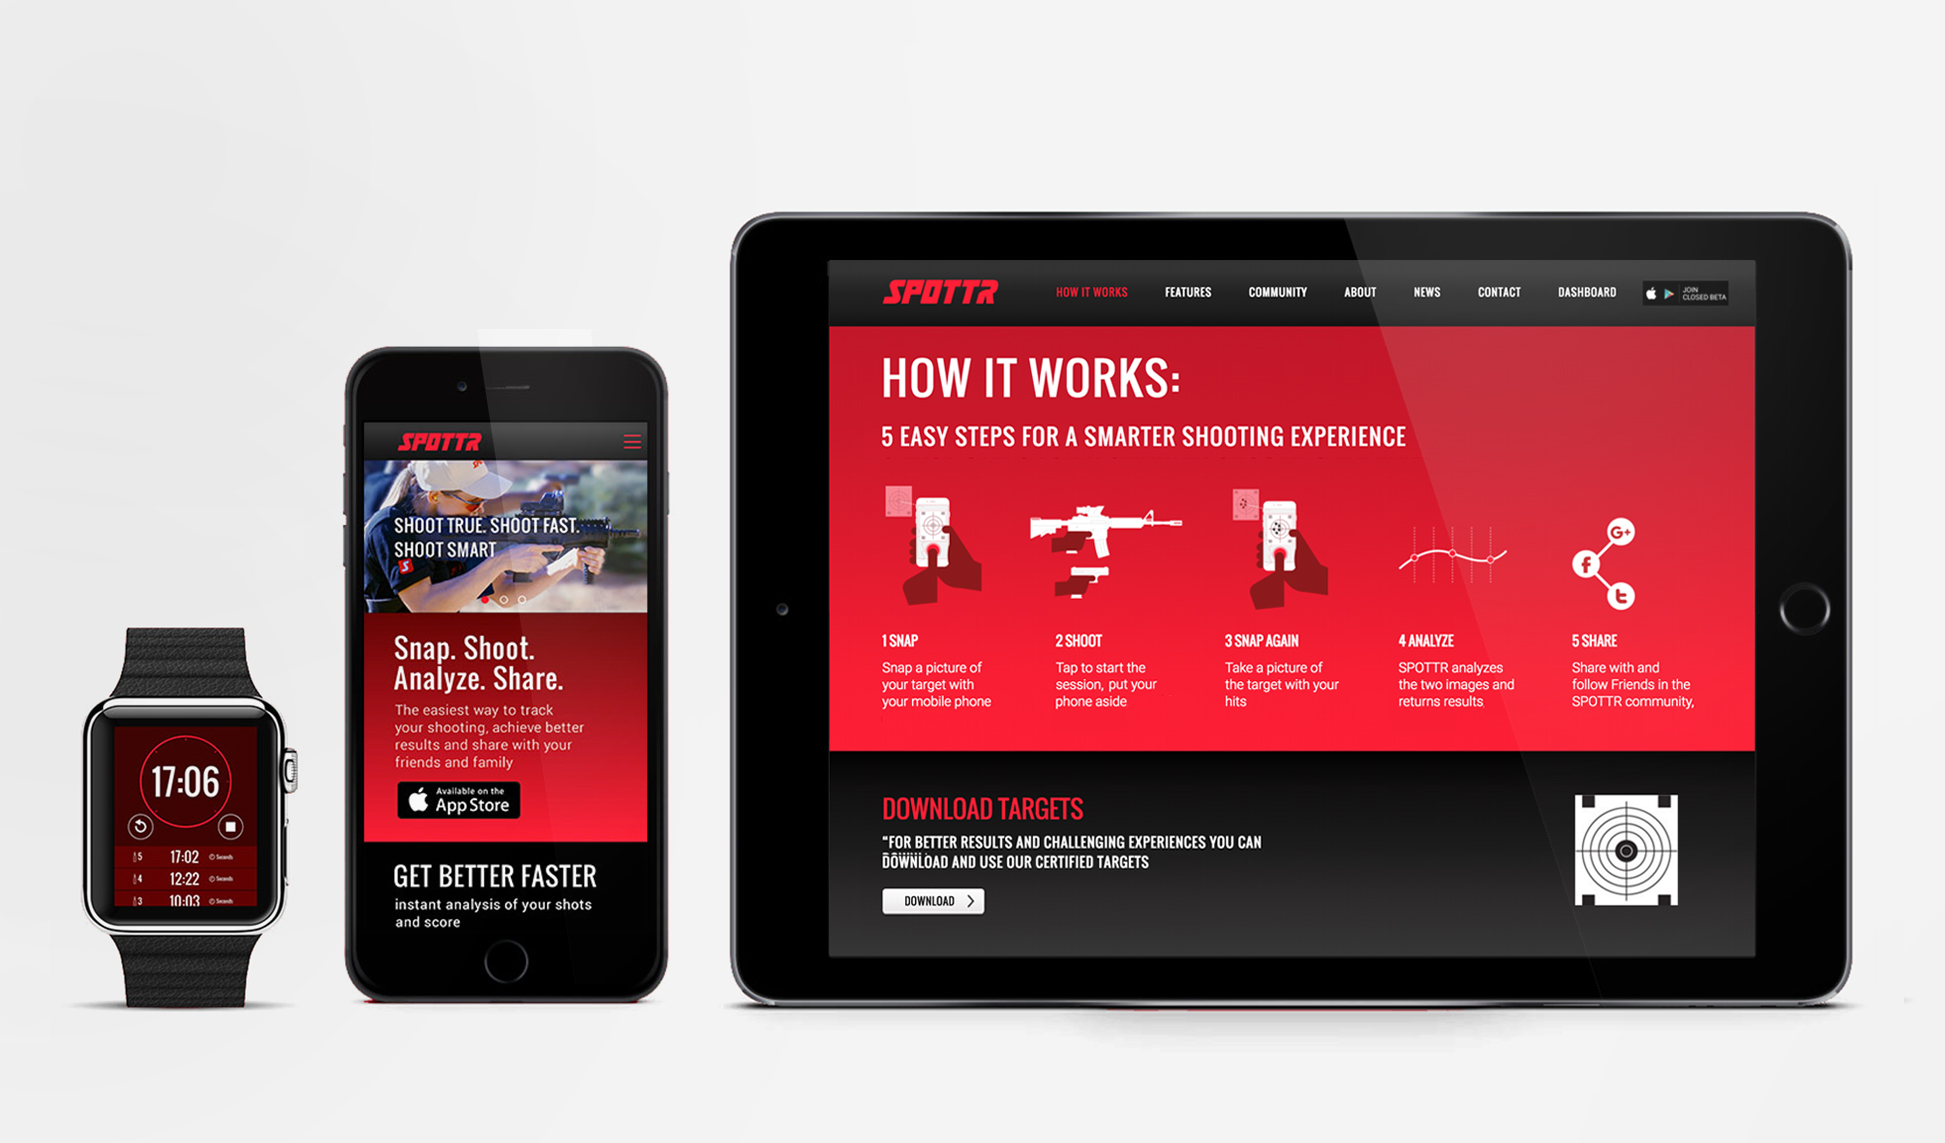 17:06
5 17:02 Seconds
4 12:22 Seconds
3 10:03 Seconds
SPOTTR
SHOOT TRUE. SHOOT FAST.
SHOOT SMART
S
Snap. Shoot.
Analyze. Share.
The easiest way to track
your shooting, achieve better
results and share with your
friends and family
Available on the
App Store
GET BETTER FASTER
instant analysis of your shots
and score
SPOTTR HOW IT WORKS FEATURES COMMUNITY ABOUT NEWS CONTACT DASHBOARD JOIN
CLOSED BETA
HOW IT WORKS:
5 EASY STEPS FOR A SMARTER SHOOTING EXPERIENCE
G+
f
t
1 SNAP
Snap a picture of
your target with
your mobile phone
2 SHOOT
Tap to start the
session, put your
phone aside
3 SNAP AGAIN
Take a picture of
the target with your
hits
4 ANALYZE
SPOTTR analyzes
the two images and
returns results
5 SHARE
Share with and
follow Friends in the
SPOTTR community,
DOWNLOAD TARGETS
"FOR BETTER RESULTS AND CHALLENGING EXPERIENCES YOU CAN
DOWNLOAD AND USE OUR CERTIFIED TARGETS
DOWNLOAD